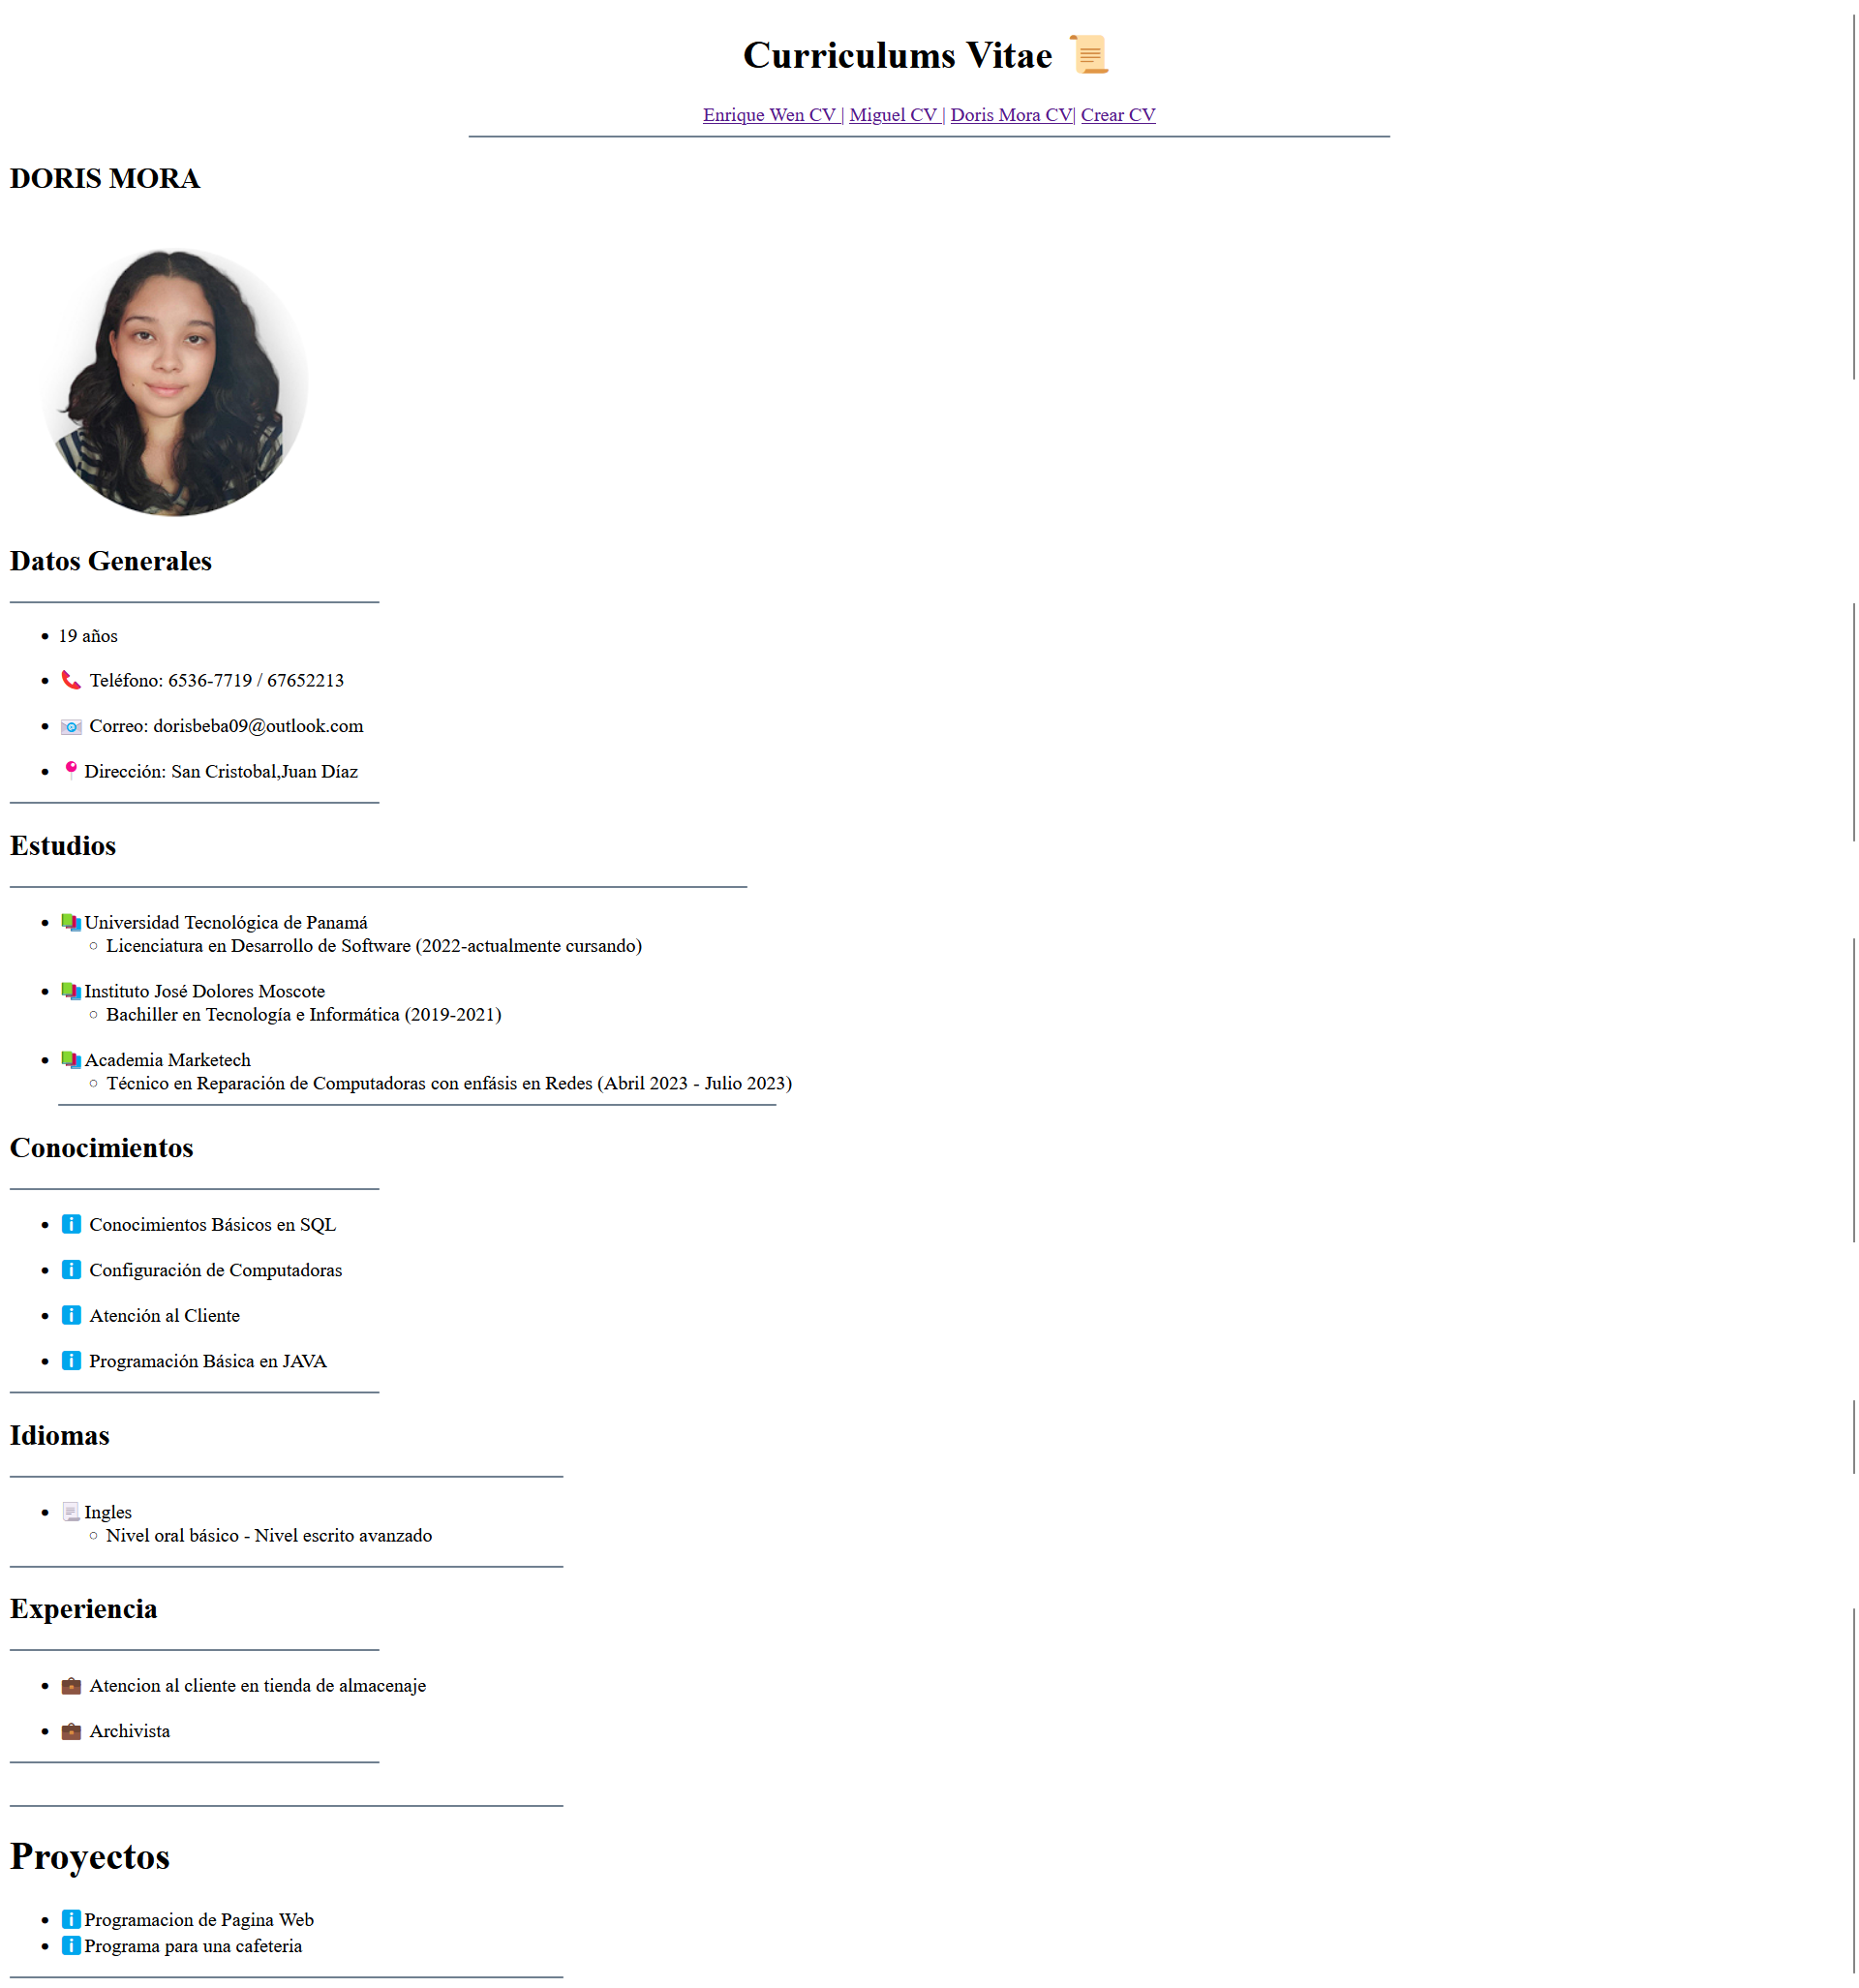 Curriculums Vitae 📜
Enrique Wen CV | Miguel CV | Doris Mora CV| Crear CV
DORIS MORA
Datos Generales
19 años
📞 Teléfono: 6536-7719 / 67652213
📧 Correo: dorisbeba09@outlook.com
📍Dirección: San Cristobal,Juan Díaz
Estudios
📚Universidad Tecnológica de Panamá
Licenciatura en Desarrollo de Software (2022-actualmente cursando)
📚Instituto José Dolores Moscote
Bachiller en Tecnología e Informática (2019-2021)
📚Academia Marketech
Técnico en Reparación de Computadoras con enfásis en Redes (Abril 2023 - Julio 2023)
Conocimientos
ℹ️ Conocimientos Básicos en SQL
ℹ️ Configuración de Computadoras
ℹ️ Atención al Cliente
ℹ️ Programación Básica en JAVA
Idiomas
📃Ingles
Nivel oral básico - Nivel escrito avanzado
Experiencia
💼 Atencion al cliente en tienda de almacenaje
💼 Archivista
Proyectos
ℹ️Programacion de Pagina Web
ℹ️Programa para una cafeteria